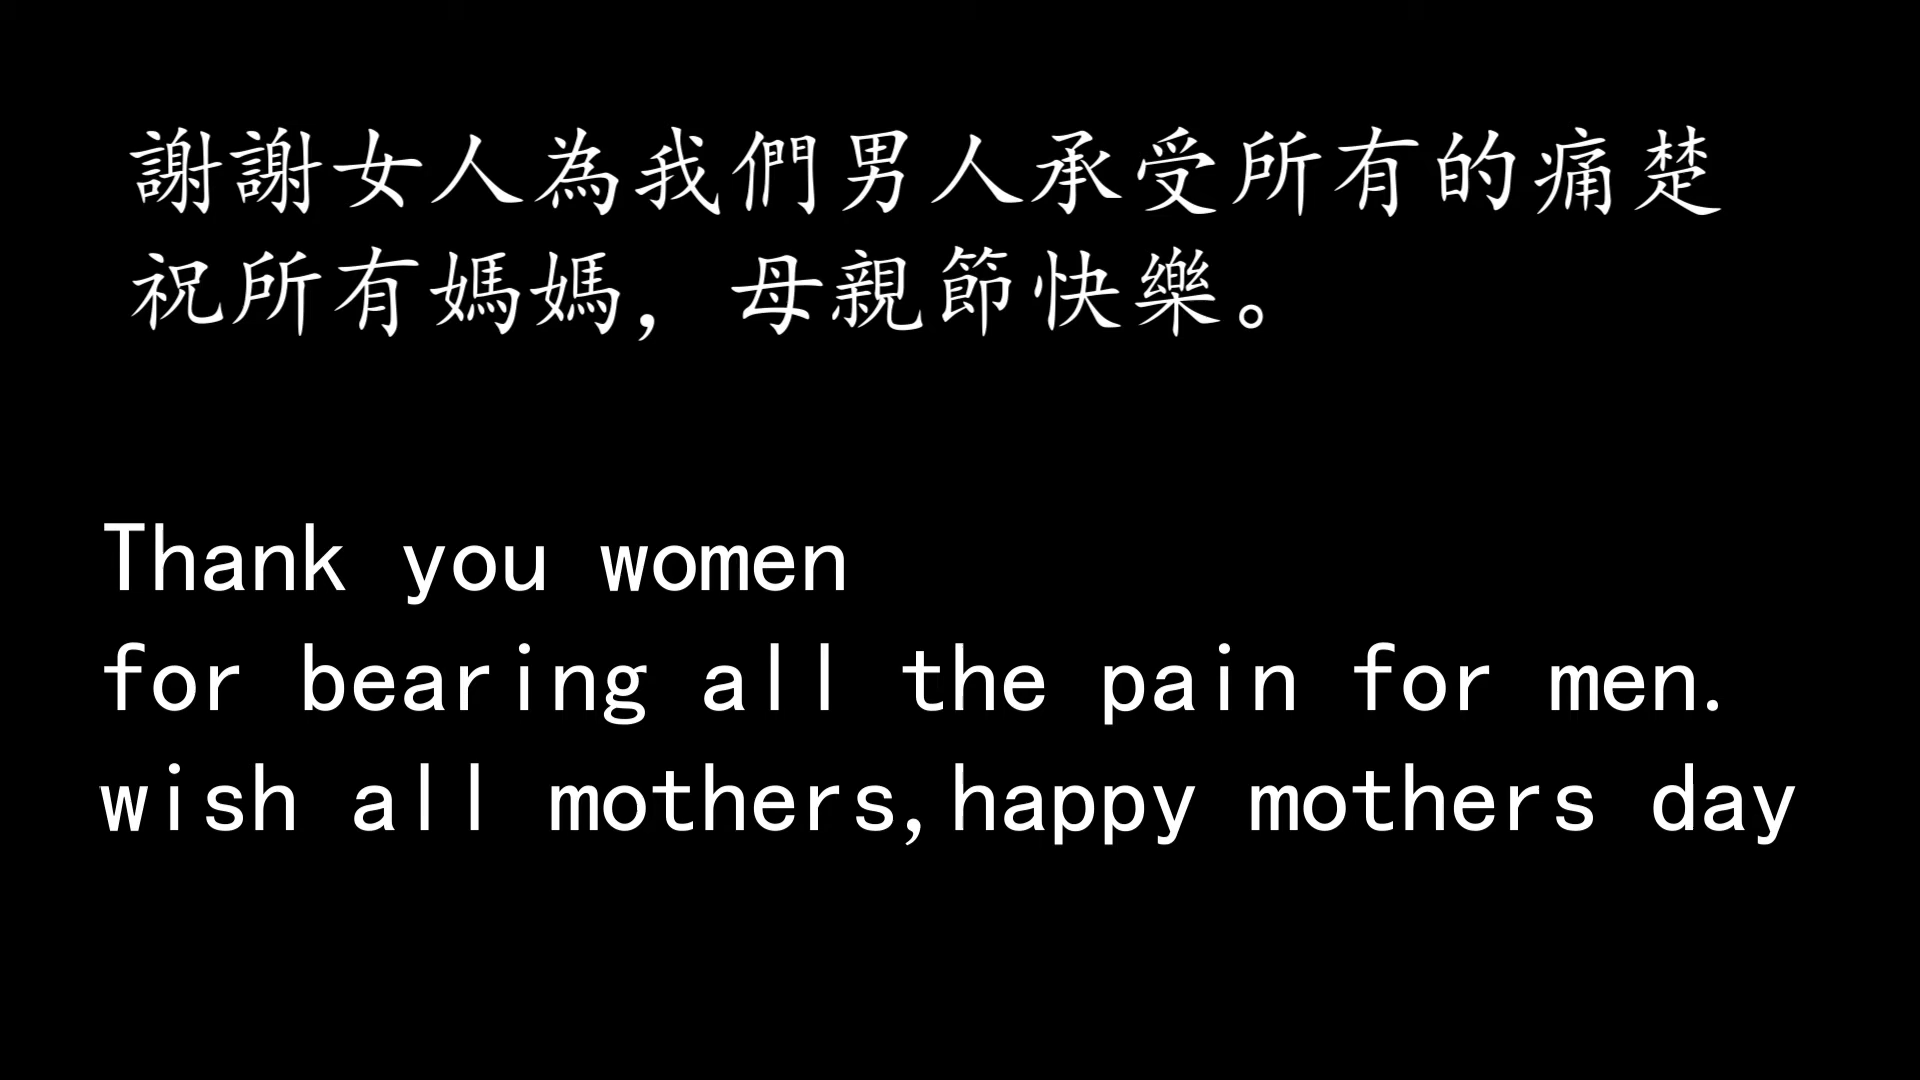 謝謝女人為我們男人承受所有的痛楚
祝所有媽媽，母親節快樂。
Thank you women
for bearing all the pain for men.
wish all mothers,happy mothers day